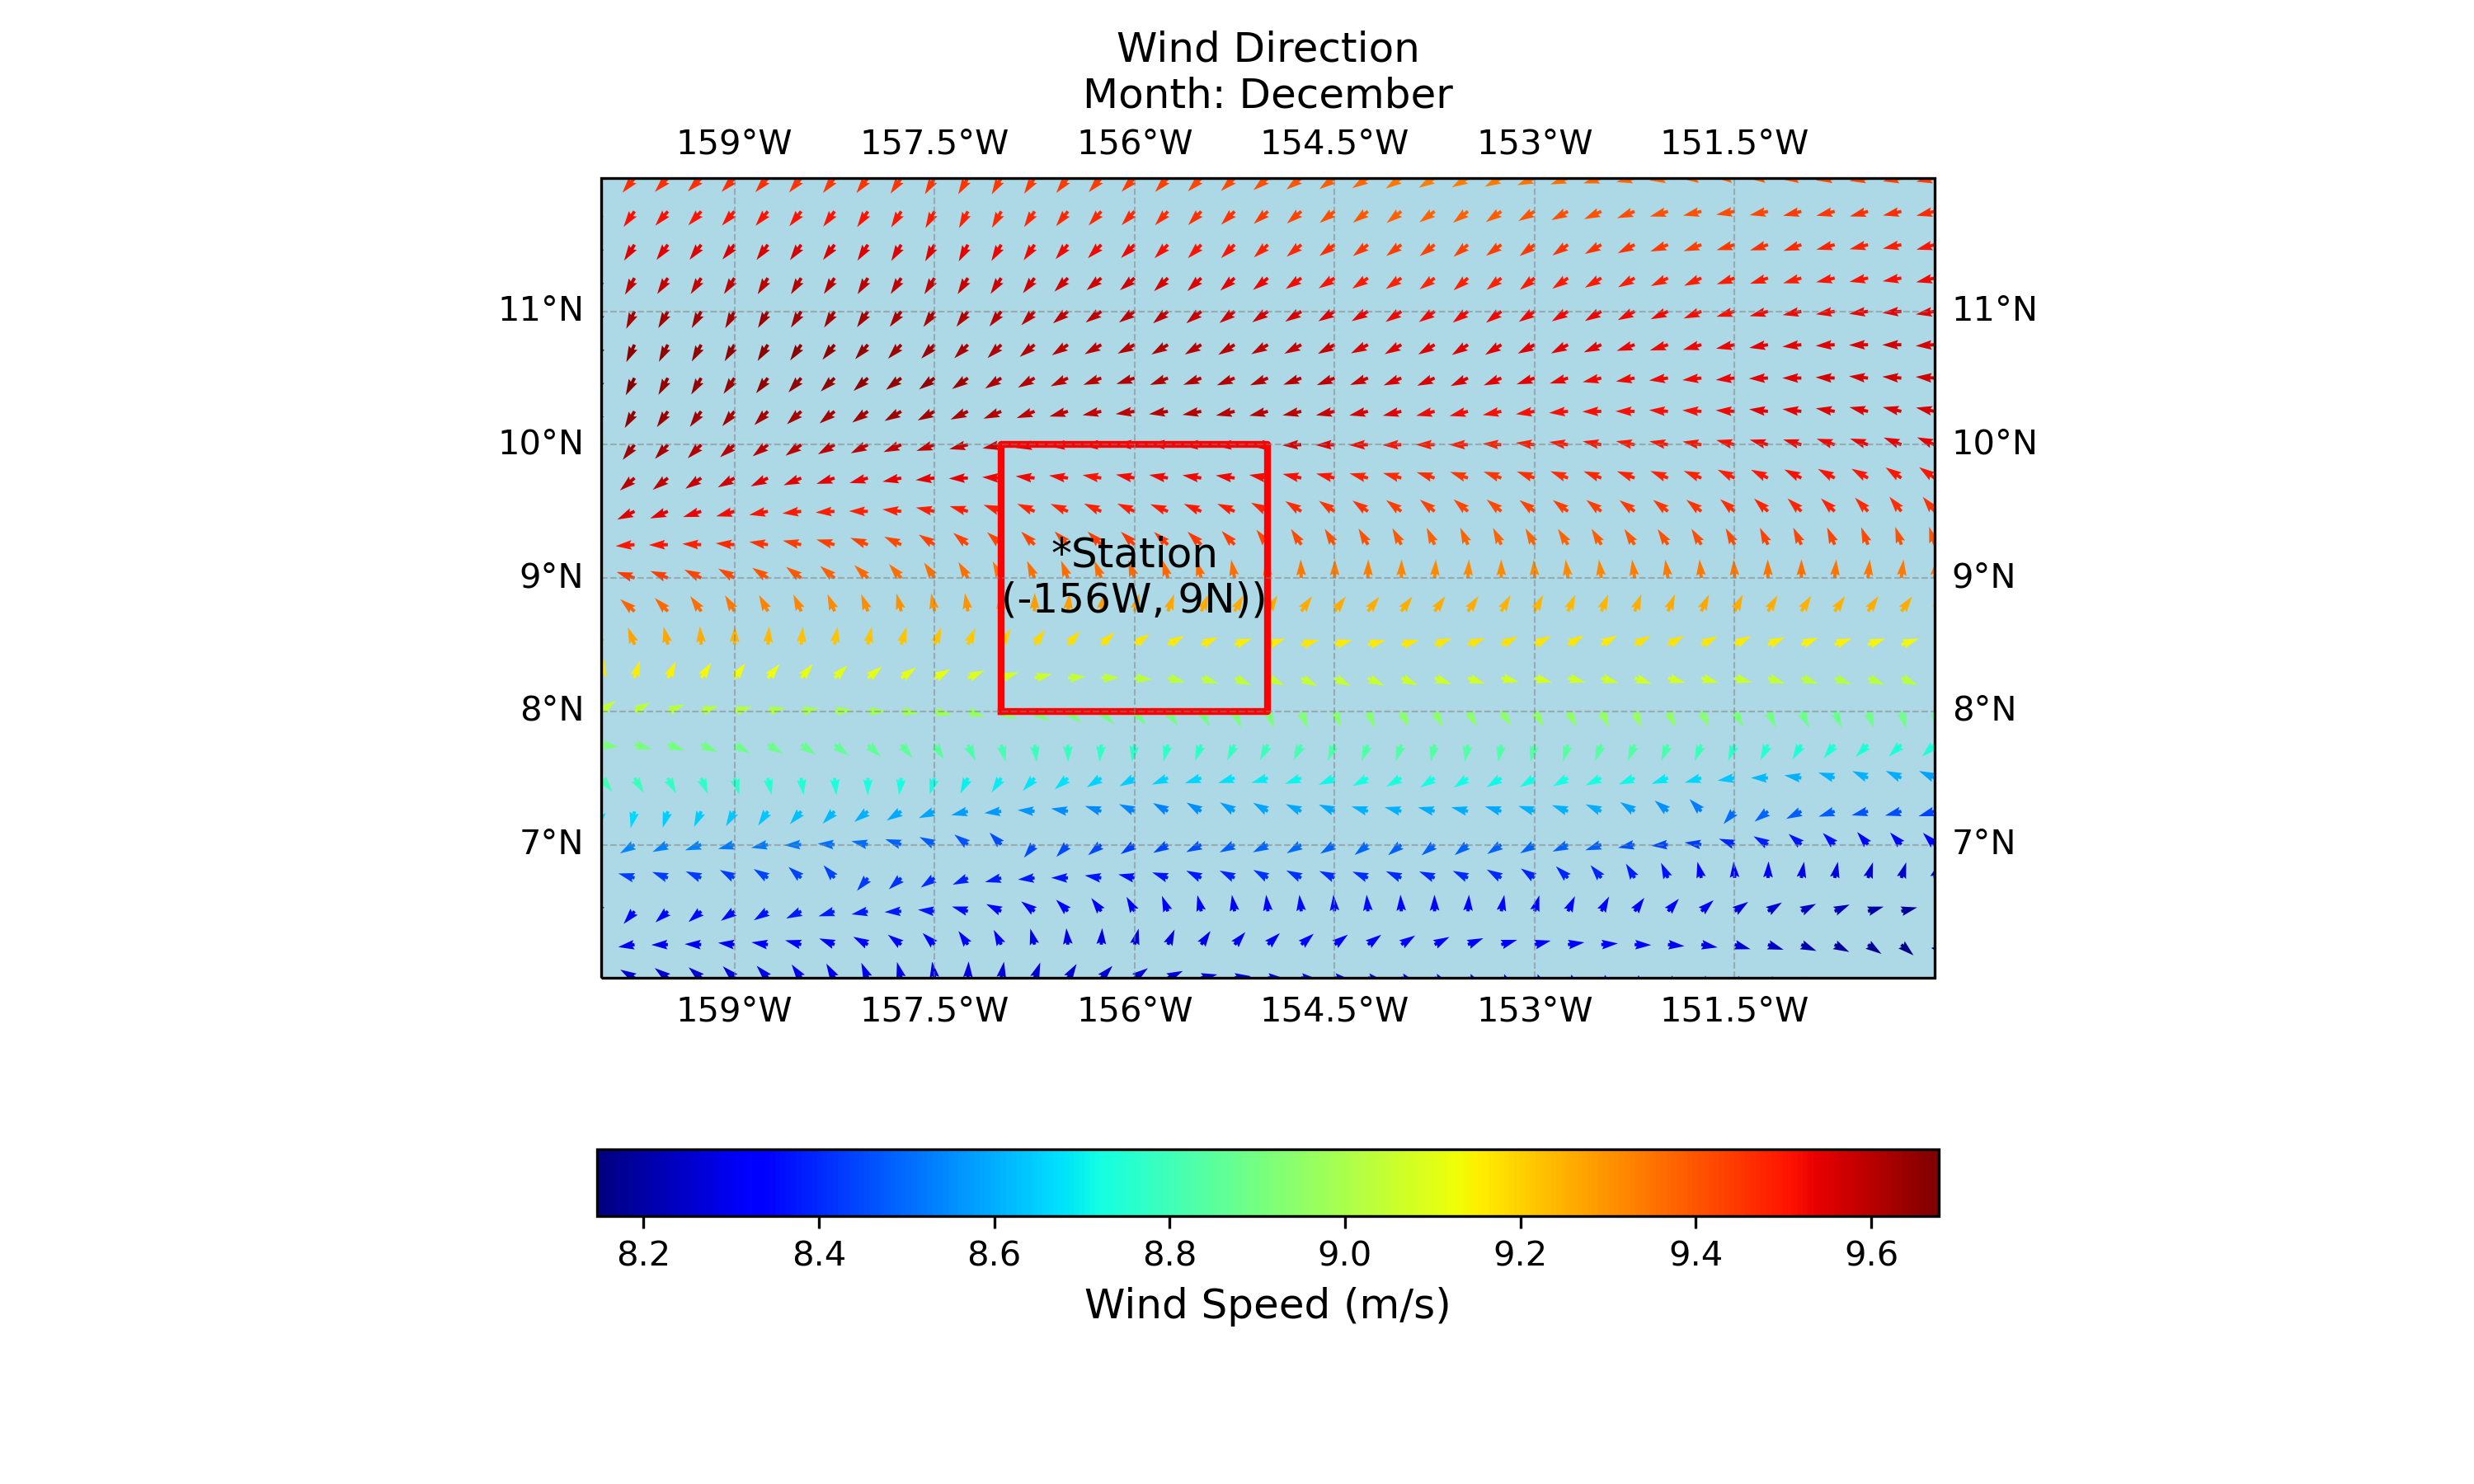 Wind Direction
Month: December
159°W 157.5°W 156°W 154.5°W 153°W 151.5°W
11°N 11°N
10°N 10°N
*Station
9°N 9°N
(-156W, 9N))
8°N 8°N
7°N 7°N
159°W 157.5°W 156°W 154.5°W 153°W 151.5°W
8.2 8.4 8.6 8.8 9.0 9.2 9.4 9.6
Wind Speed (m/s)